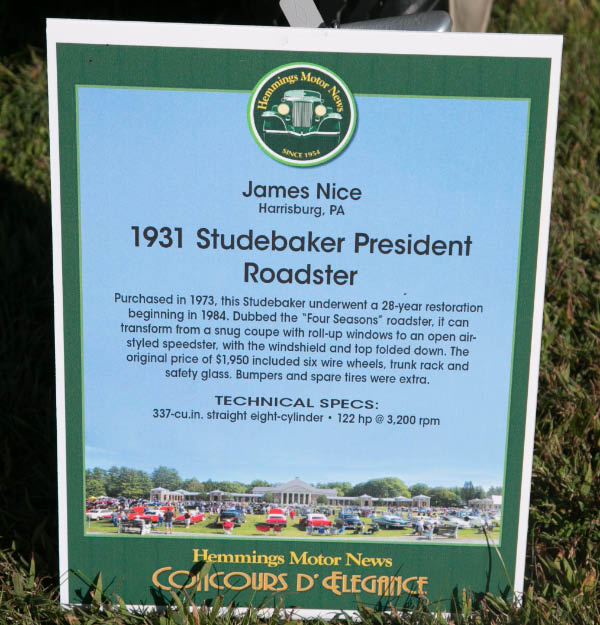 Hemmings Motor News
SINCE 1954
James Nice
Harrisburg, PA
1931 Studebaker President
Roadster
Purchased in 1973, this Studebaker underwent a 28-year restoration
beginning in 1984. Dubbed the "Four Seasons" roadster, it can
transform from a snug coupe with roll-up windows to an open air-
styled speedster, with the windshield and top folded down. The
original price of $1,950 included six wire wheels, trunk rack and
safety glass. Bumpers and spare tires were extra.
TECHNICAL SPECS:
337-cu.in. straight eight-cylinder • 122 hp @ 3,200 rpm
Hemmings Motor News
CONCOURS D' ELEGANCE